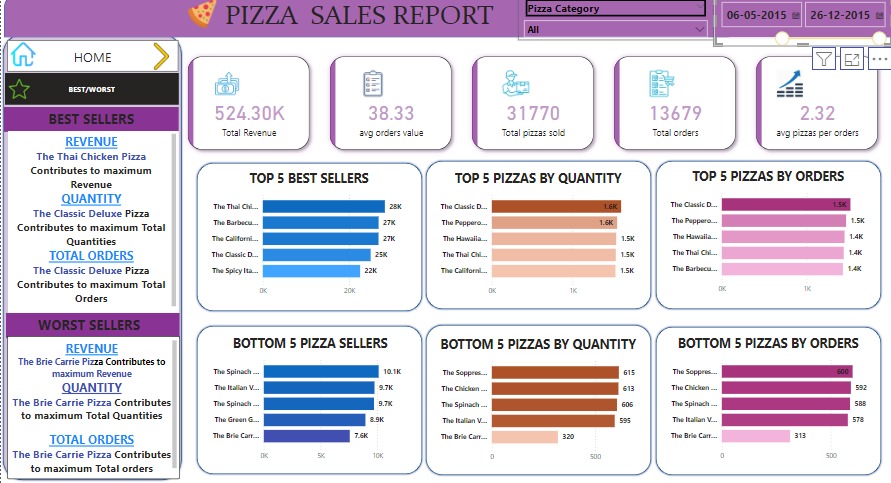 PIZZA SALES REPORT
Pizza Category
All
06-05-2015
26-12-2015
HOME
BEST/WORST
BEST SELLERS
REVENUE
The Thai Chicken Pizza
Contributes to maximum
Revenue
QUANTITY
The Classic Deluxe Pizza
Contributes to maximum Total
Quantities
TOTAL ORDERS
The Classic Deluxe Pizza
Contributes to maximum Total
Orders
WORST SELLERS
REVENUE
The Brie Carrie Pizza Contributes to
maximum Revenue
QUANTITY
The Brie Carrie Pizza Contributes
to maximum Total Quantities
TOTAL ORDERS
The Brie Carrie Pizza Contributes
to maximum Total orders
524.30K
Total Revenue
38.33
avg orders value
31770
Total pizzas sold
13679
Total orders
2.32
avg pizzas per orders
TOP 5 BEST SELLERS
The Thai Chi... 28K
The Barbecu... 27K
The Californi... 27K
The Classic D... 25K
The Spicy Ita... 22K
0K 20K
TOP 5 PIZZAS BY QUANTITY
The Classic D... 1.6K
The Peppero... 1.6K
The Hawaiia... 1.5K
The Thai Chi... 1.5K
The Californi... 1.5K
0K 1K
TOP 5 PIZZAS BY ORDERS
The Classic D... 1.5K
The Peppero... 1.5K
The Hawaiia... 1.4K
The Thai Chi... 1.4K
The Barbecu... 1.4K
0K 1K
BOTTOM 5 PIZZA SELLERS
The Spinach ... 10.1K
The Italian V... 9.7K
The Spinach ... 9.7K
The Green G... 8.9K
The Brie Carr... 7.6K
0K 5K 10K
BOTTOM 5 PIZZAS BY QUANTITY
The Soppres... 615
The Chicken ... 613
The Spinach ... 606
The Italian V... 595
The Brie Carr... 320
0 500
BOTTOM 5 PIZZAS BY ORDERS
The Soppres... 600
The Chicken ... 592
The Spinach ... 588
The Italian V... 578
The Brie Carr... 313
0 500